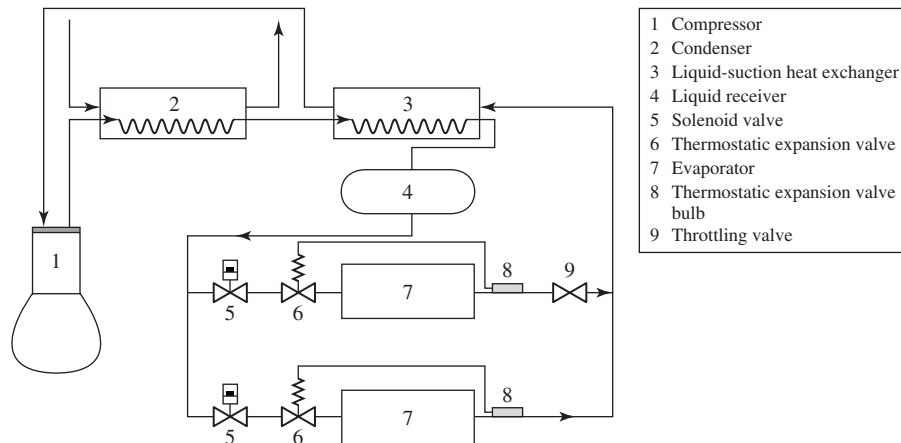 2
3
1 Compressor
2 Condenser
3 Liquid-suction heat exchanger
4 Liquid receiver
5 Solenoid valve
6 Thermostatic expansion valve
7 Evaporator
8 Thermostatic expansion valve
bulb
9 Throttling valve
4
1
8
9
7
5
6
8
7
5
6